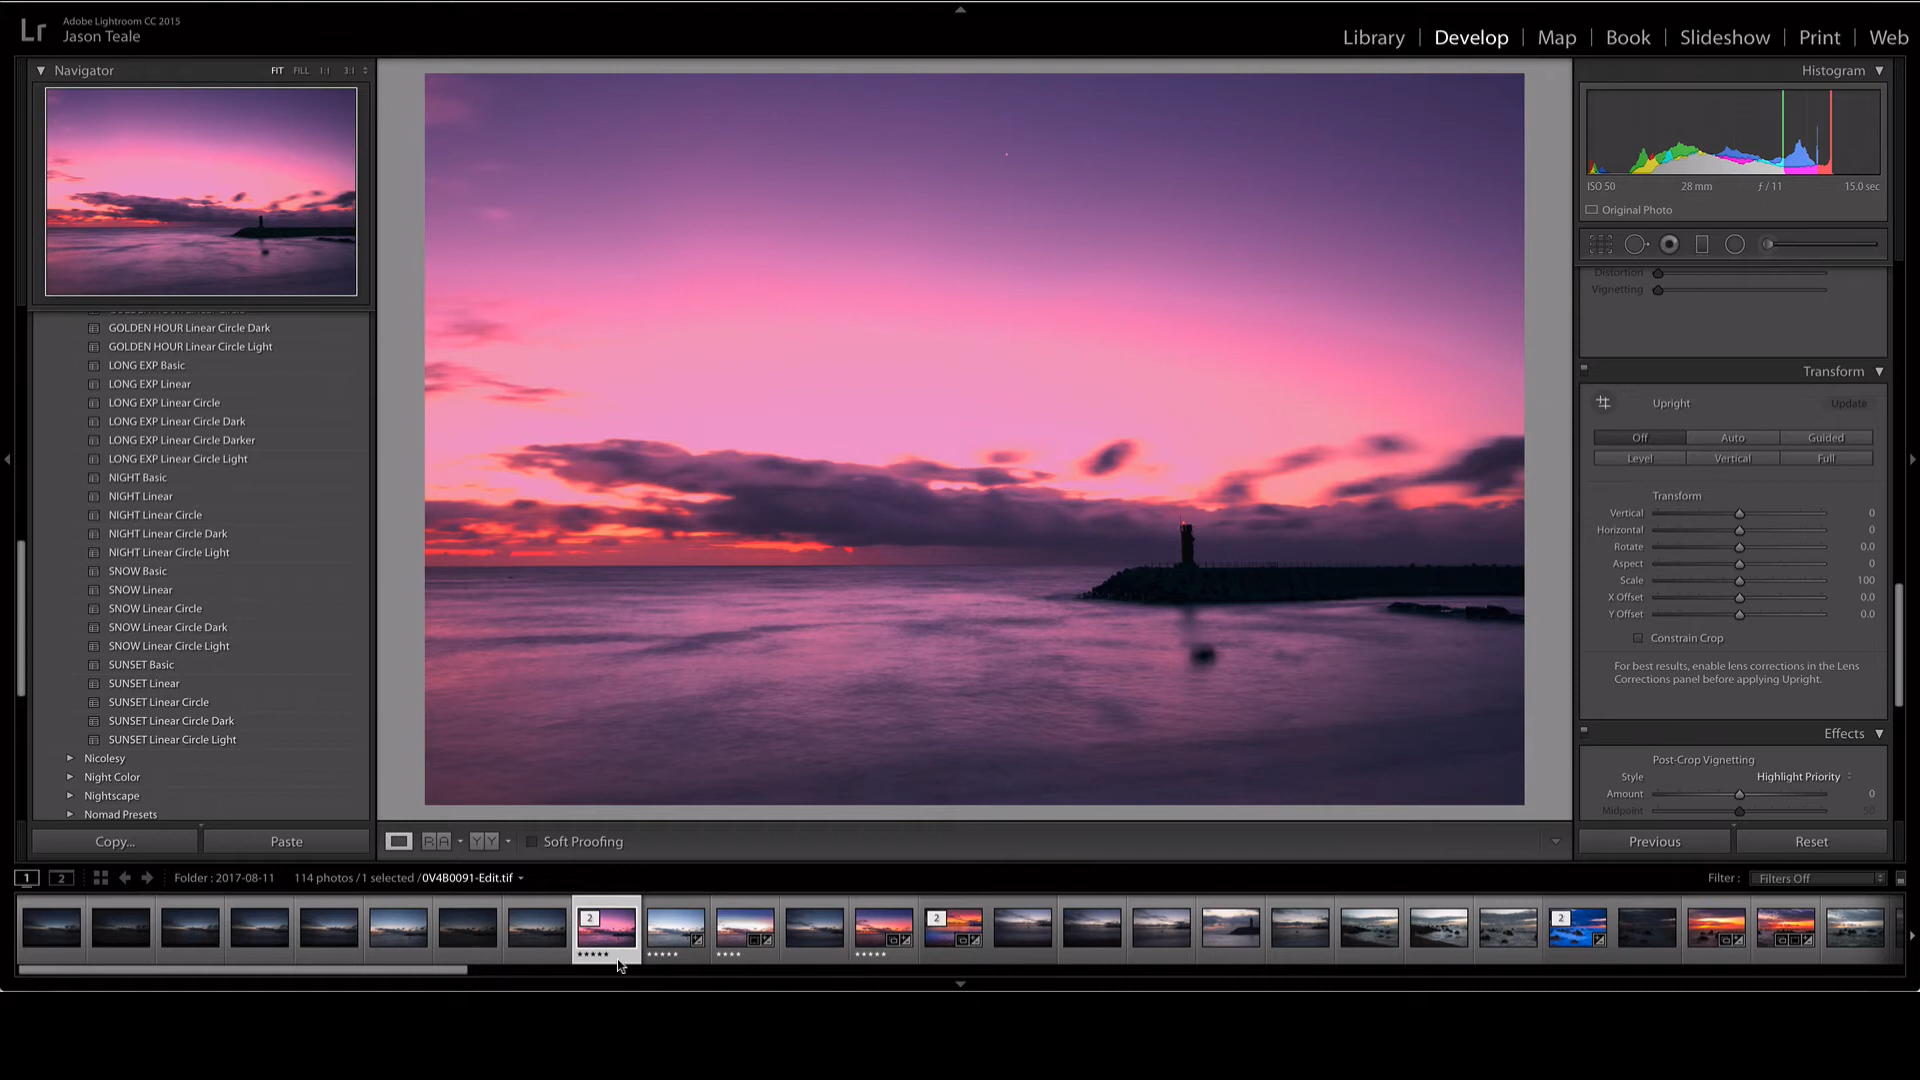 Lr
Adobe Lightroom CC 2015
Jason Teale
Library | Develop | Map | Book | Slideshow | Print | Web
Navigator FIT FILL 1:1 3:1
GOLDEN HOUR Linear Circle Dark
GOLDEN HOUR Linear Circle Light
LONG EXP Basic
LONG EXP Linear
LONG EXP Linear Circle
LONG EXP Linear Circle Dark
LONG EXP Linear Circle Darker
LONG EXP Linear Circle Light
NIGHT Basic
NIGHT Linear
NIGHT Linear Circle
NIGHT Linear Circle Dark
NIGHT Linear Circle Light
SNOW Basic
SNOW Linear
SNOW Linear Circle
SNOW Linear Circle Dark
SNOW Linear Circle Light
SUNSET Basic
SUNSET Linear
SUNSET Linear Circle
SUNSET Linear Circle Dark
SUNSET Linear Circle Light
Nicolesy
Night Color
Nightscape
Nomad Presets
Copy... Paste
Soft Proofing
Histogram
ISO 50 28 mm ƒ / 11 15.0 sec
Original Photo
Distortion
Vignetting
Transform
Upright Update
Off Auto Guided
Level Vertical Full
Transform
Vertical 0
Horizontal 0
Rotate 0.0
Aspect 0
Scale 100
X Offset 0.0
Y Offset 0.0
Constrain Crop
For best results, enable lens corrections in the Lens
Corrections panel before applying Upright.
Effects
Post-Crop Vignetting
Style Highlight Priority
Amount 0
Midpoint 50
Previous Reset
1 2 Folder : 2017-08-11 114 photos / 1 selected / 0V4B0091-Edit.tif Filter : Filters Off
2 2 2